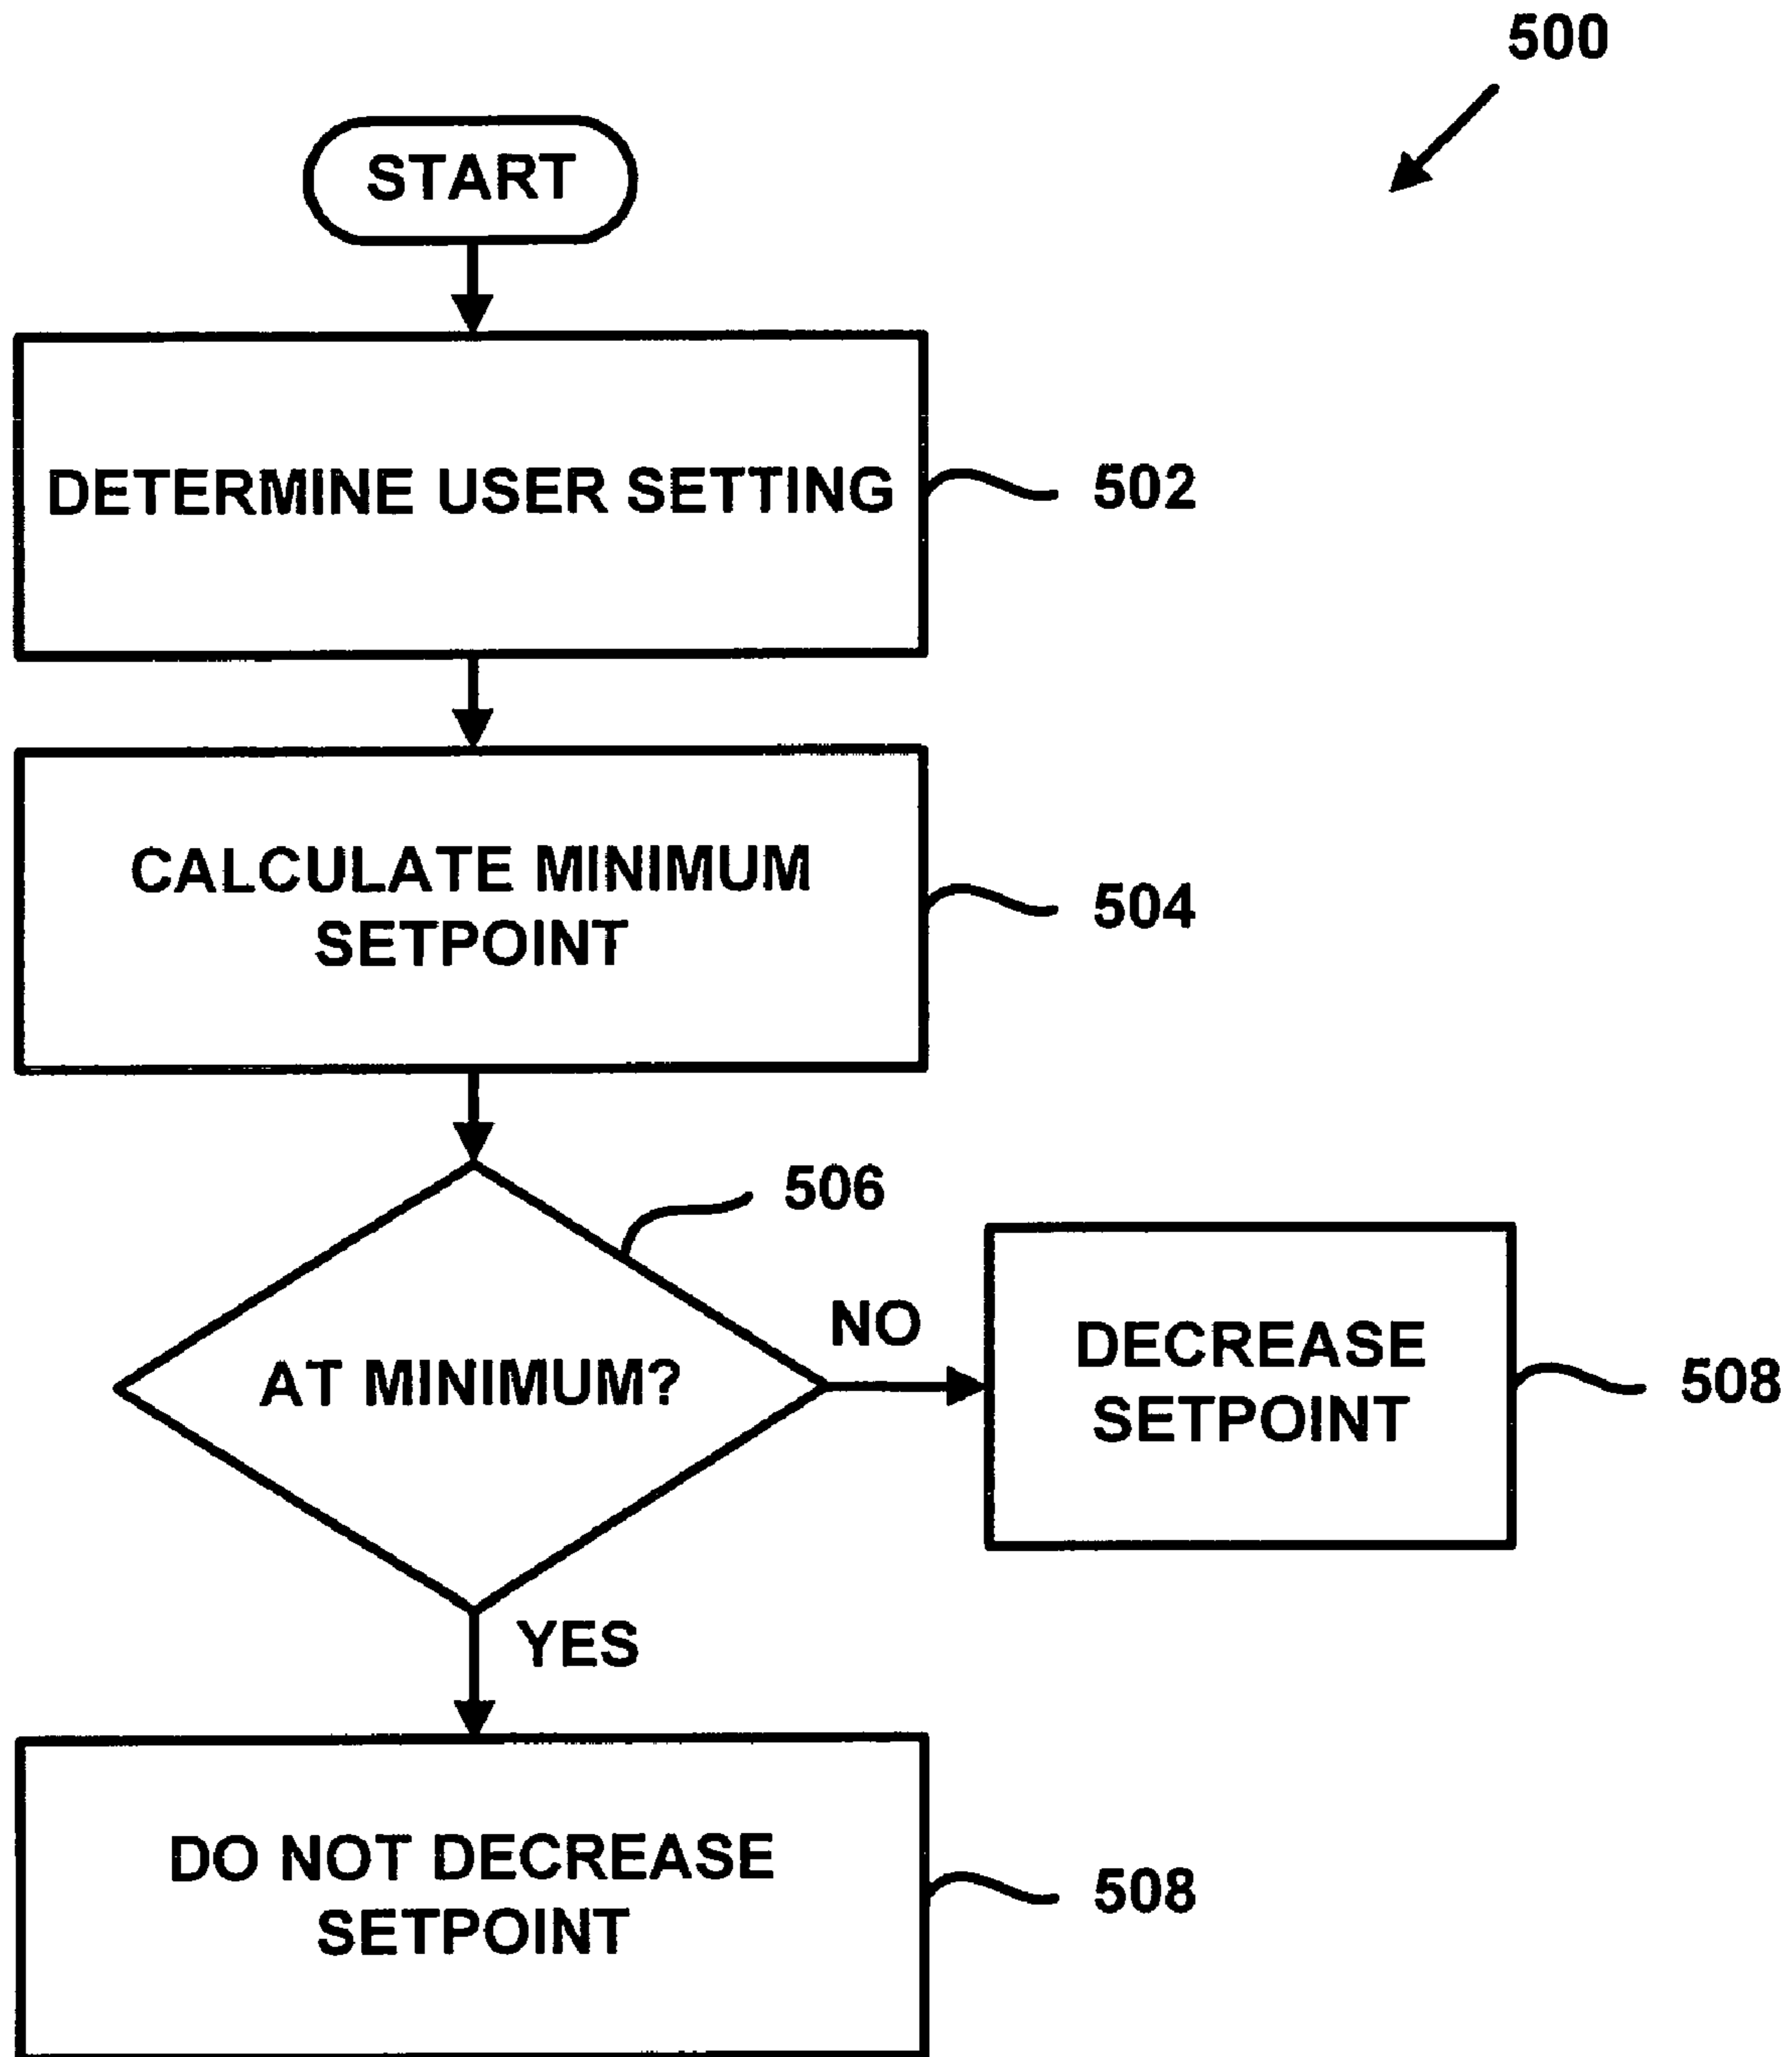 500
START
DETERMINE USER SETTING
502
CALCULATE MINIMUM
SETPOINT
504
506
AT MINIMUM?
NO
DECREASE
SETPOINT
508
YES
DO NOT DECREASE
SETPOINT
508